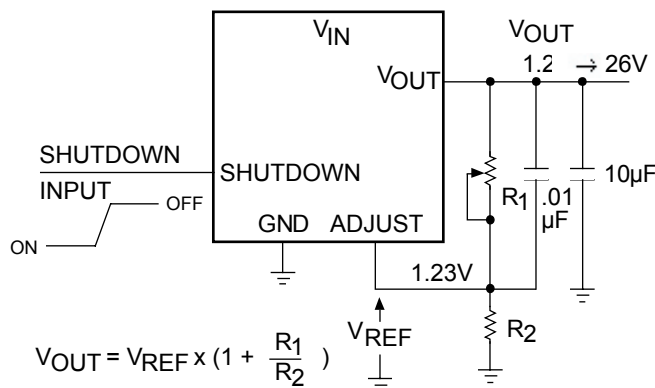 VIN
VOUT
1.2 → 26V
VOUT
SHUTDOWN
INPUT
SHUTDOWN
OFF
ON
GND
ADJUST
R1
.01
µF
10µF
1.23V
VREF
R2
VOUT = VREF x (1 + R1/R2 )